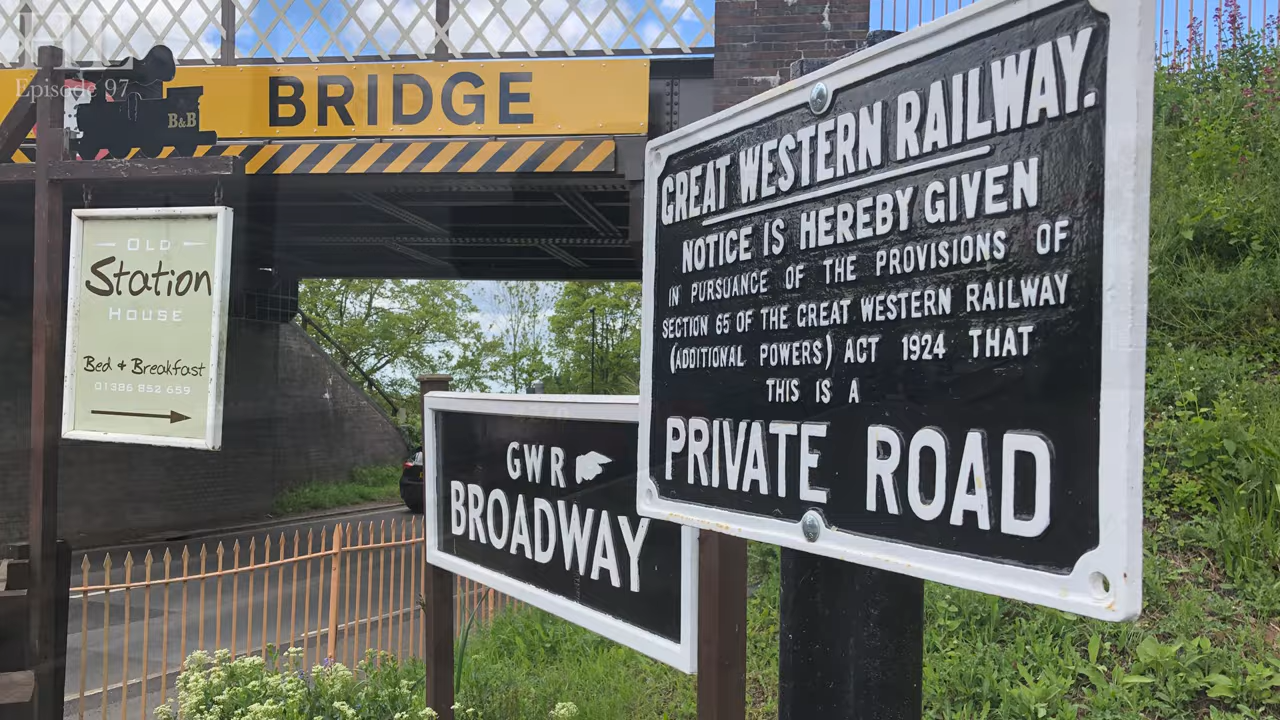 Episode 97
BRIDGE
B&B
OLD
Station
HOUSE
Bed & Breakfast
01386 852 659
GWR
BROADWAY
GREAT WESTERN RAILWAY.
NOTICE IS HEREBY GIVEN
IN PURSUANCE OF THE PROVISIONS OF
SECTION 65 OF THE GREAT WESTERN RAILWAY
(ADDITIONAL POWERS) ACT 1924 THAT
THIS IS A
PRIVATE ROAD